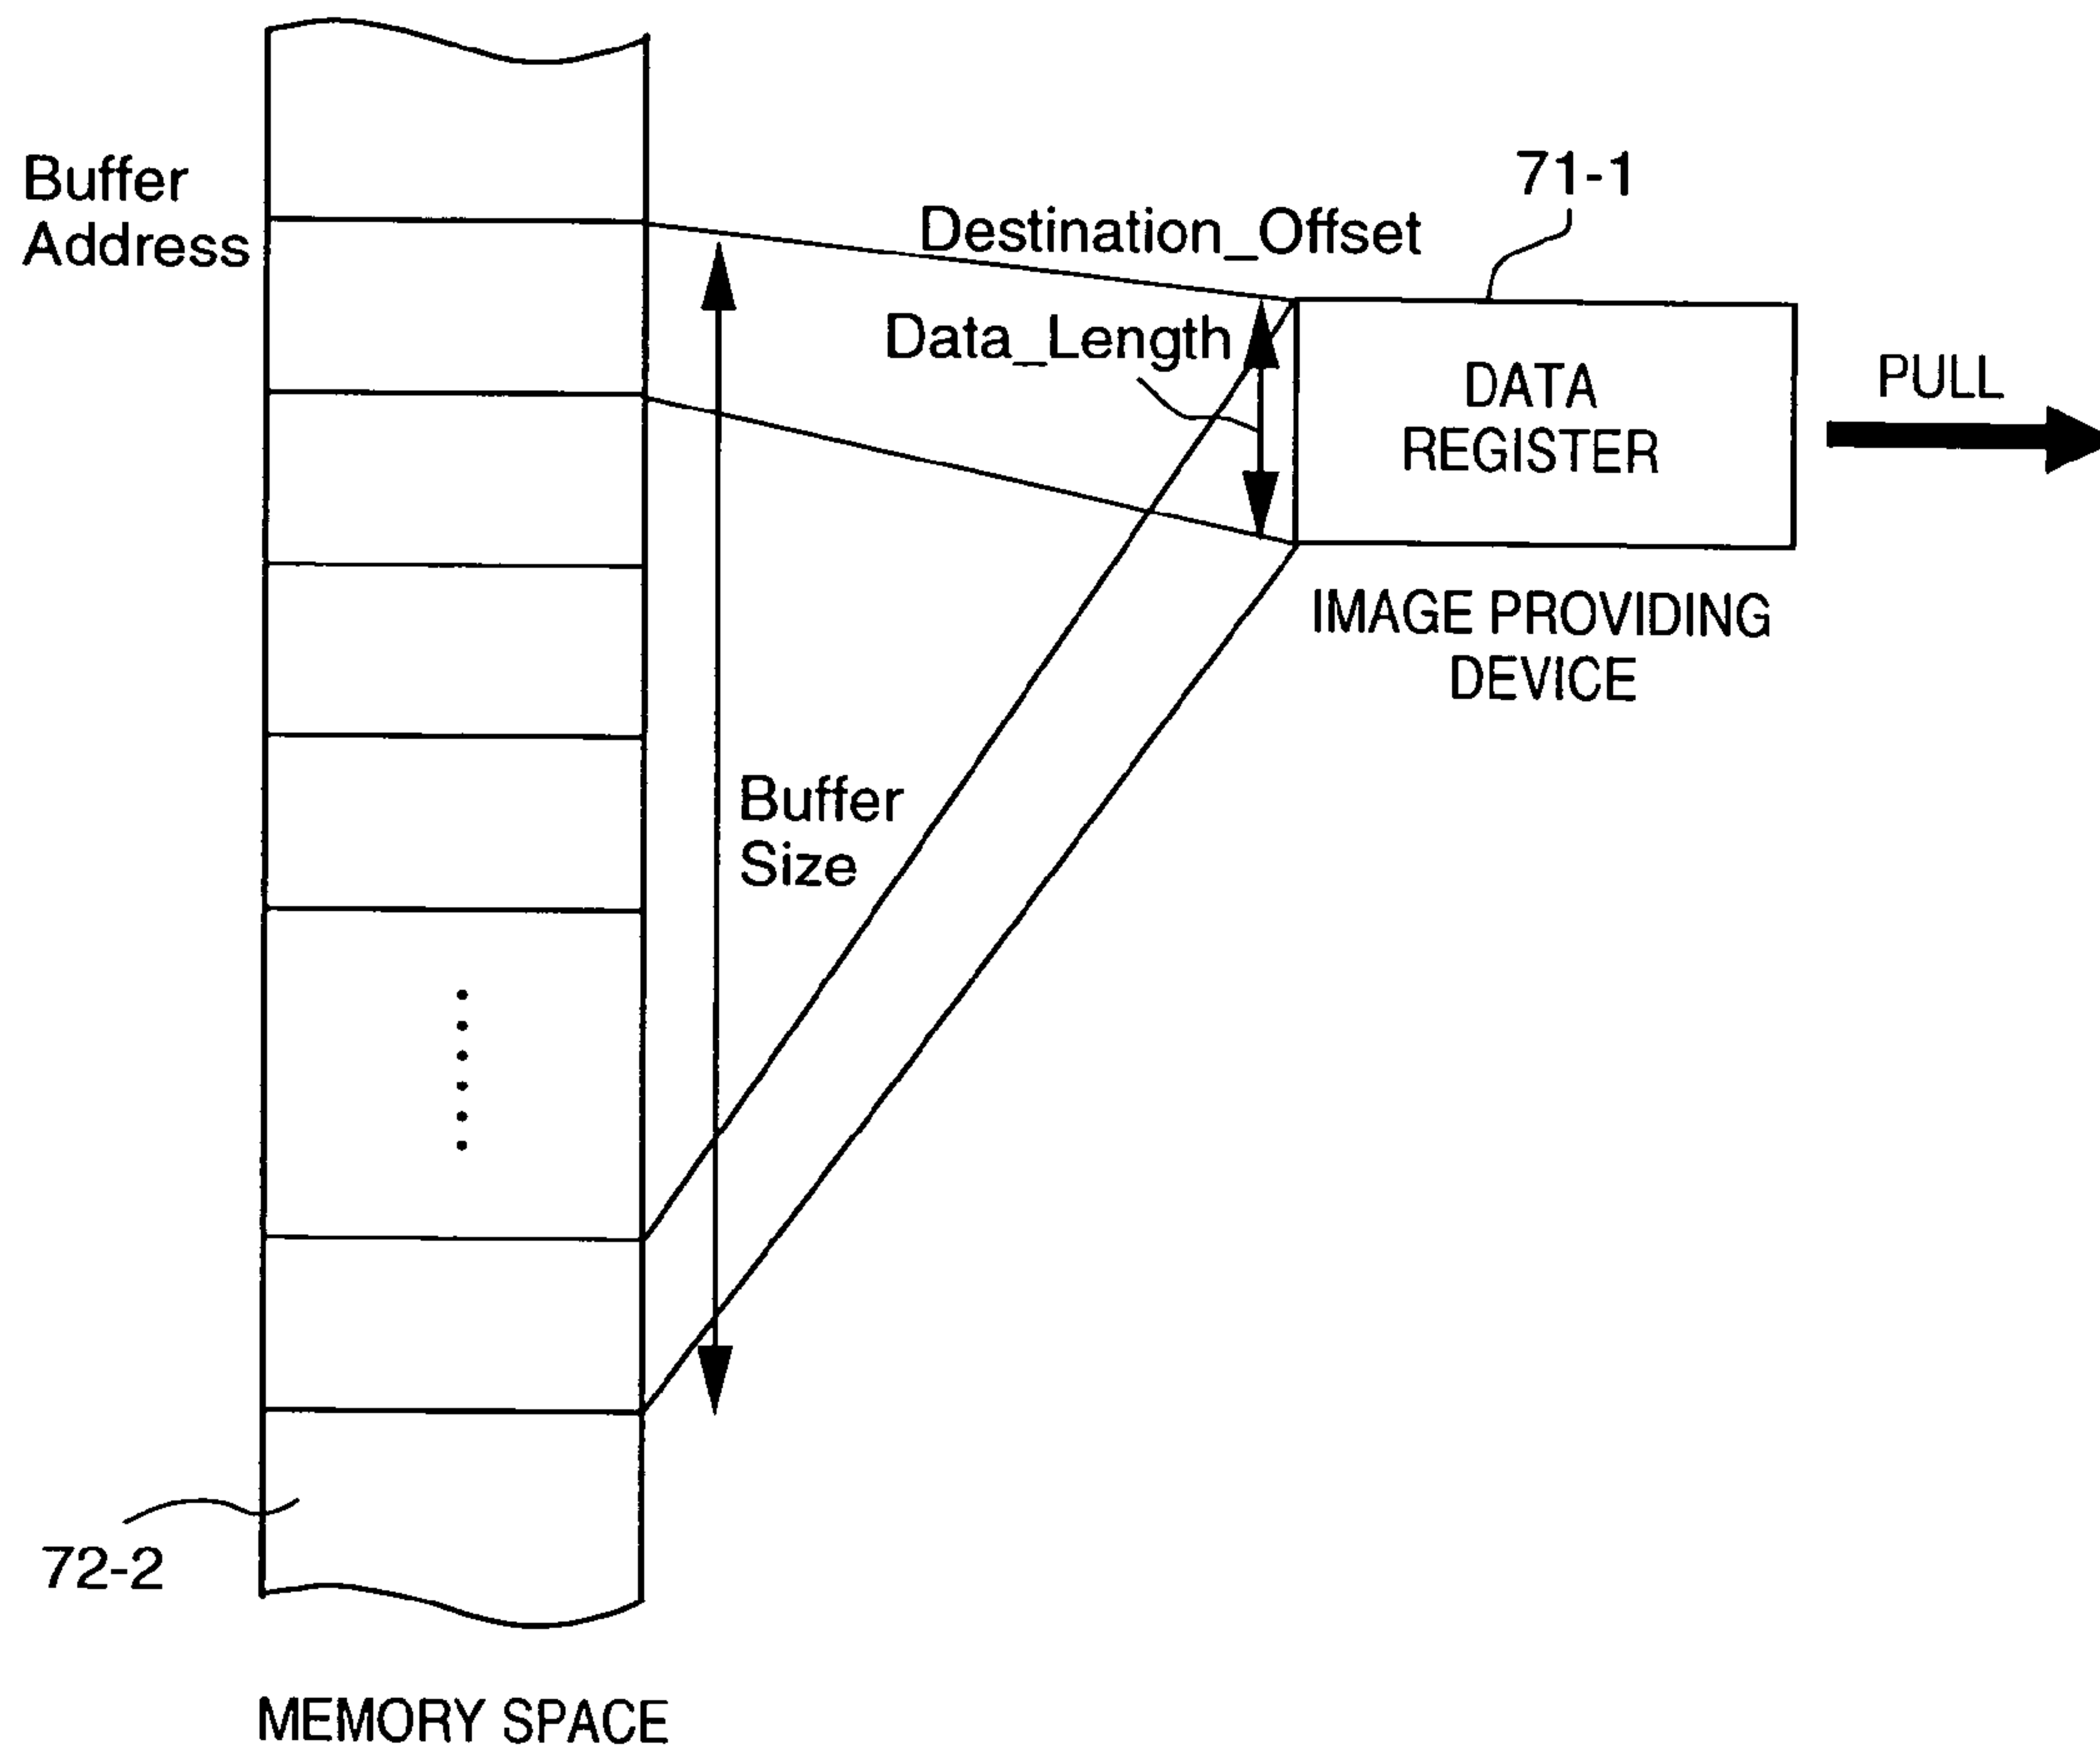 Buffer
Address
Destination_Offset
71-1
Data_Length
DATA
REGISTER
PULL
IMAGE PROVIDING
DEVICE
Buffer
Size
72-2
MEMORY SPACE